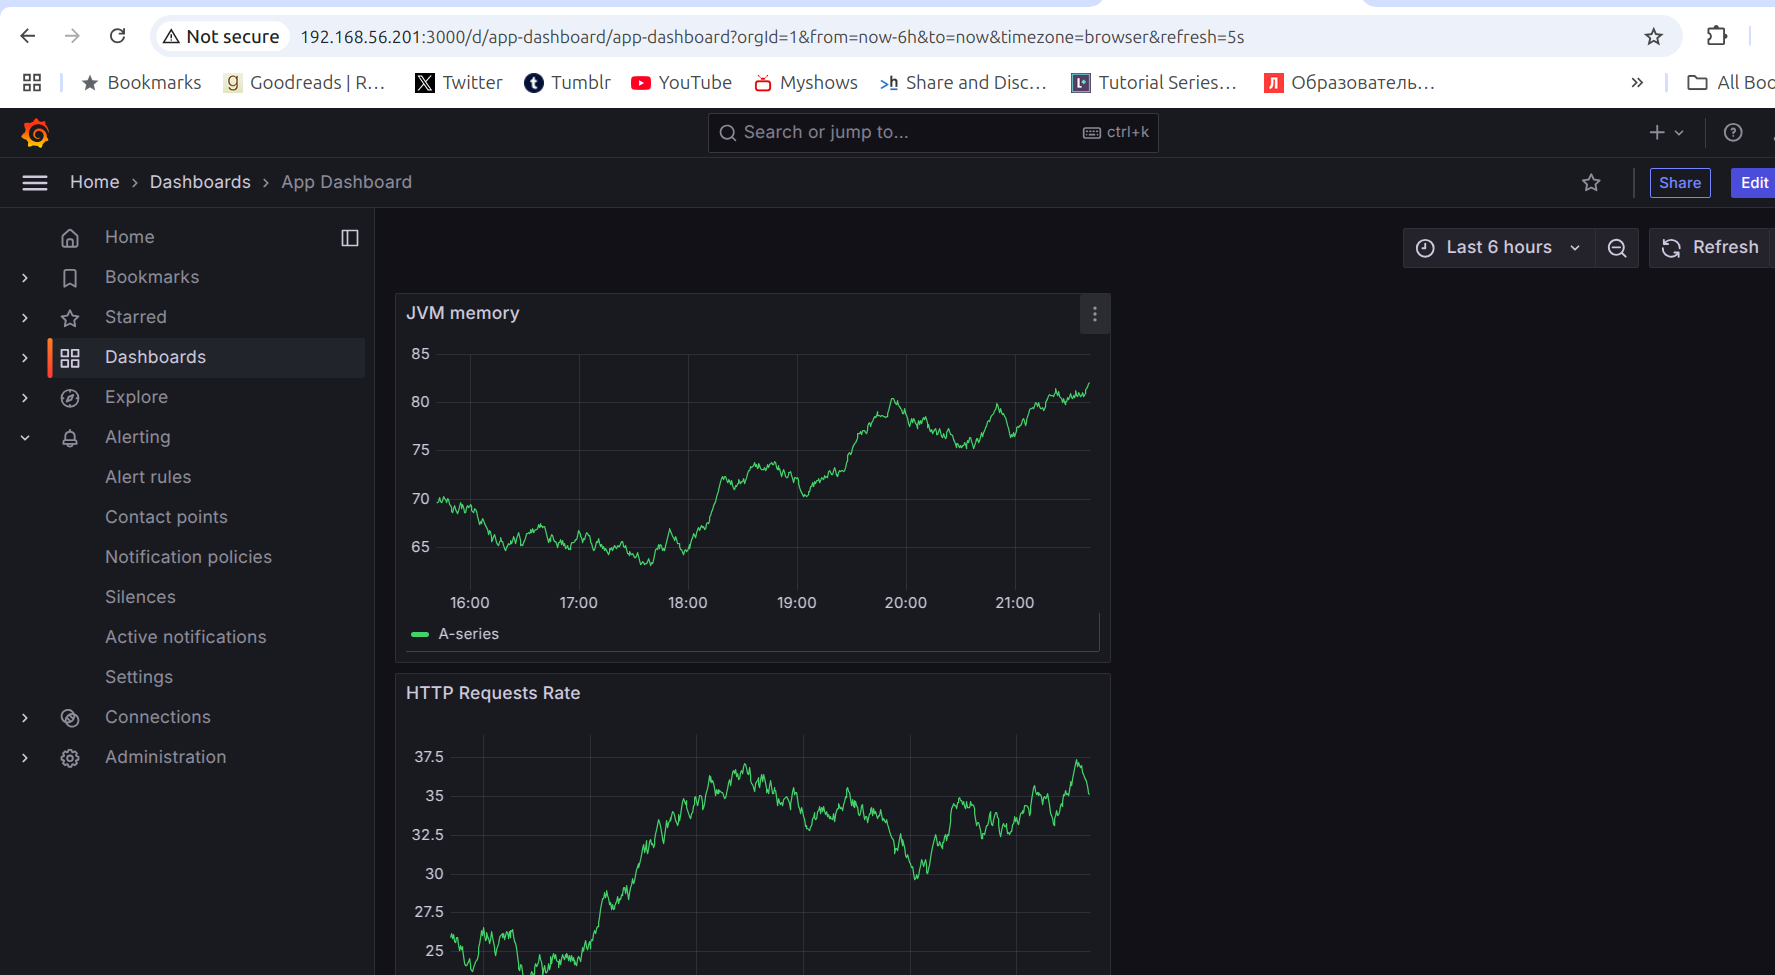 Not secure 192.168.56.201:3000/d/app-dashboard/app-dashboard?orgId=1&from=now-6h&to=now&timezone=browser&refresh=5s
Bookmarks Goodreads | R... Twitter Tumblr YouTube Myshows Share and Disc... Tutorial Series... Образователь... All Boo
Search or jump to... ctrl+k
Home Dashboards App Dashboard Share Edit
Home
Bookmarks
Starred
Dashboards
Explore
Alerting
Alert rules
Contact points
Notification policies
Silences
Active notifications
Settings
Connections
Administration
Last 6 hours Refresh
JVM memory
85
80
75
70
65
16:00 17:00 18:00 19:00 20:00 21:00
A-series
HTTP Requests Rate
37.5
35
32.5
30
27.5
25